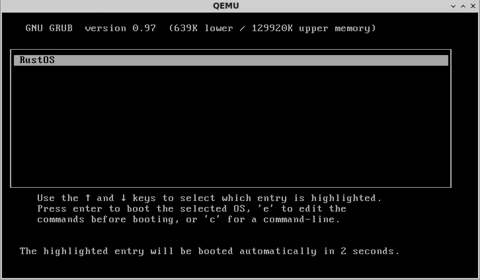 QEMU
GNU GRUB version 0.97 (639K lower / 129920K upper memory)
RustOS
Use the ↑ and ↓ keys to select which entry is highlighted.
Press enter to boot the selected OS, 'e' to edit the
commands before booting, or 'c' for a command-line.
The highlighted entry will be booted automatically in 2 seconds.